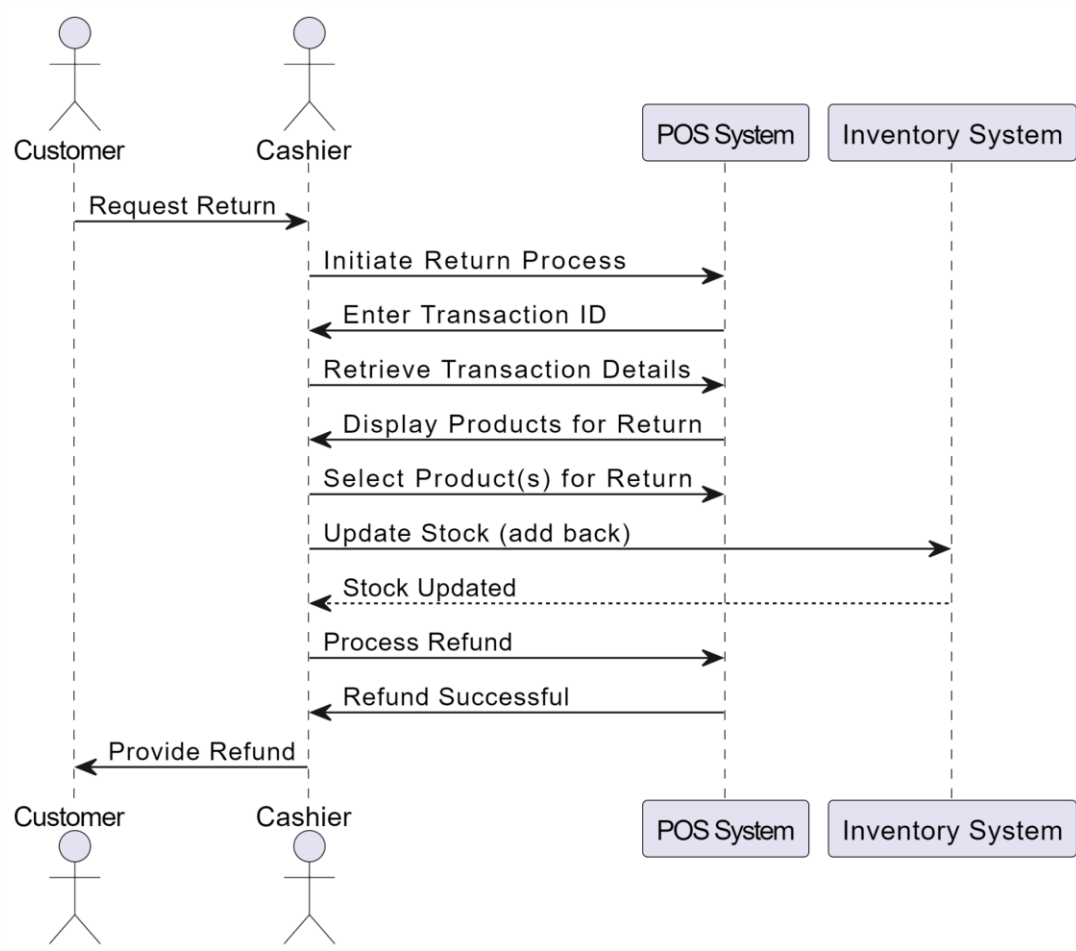 Customer
Cashier
POS System
Inventory System
Request Return
Initiate Return Process
Enter Transaction ID
Retrieve Transaction Details
Display Products for Return
Select Product(s) for Return
Update Stock (add back)
Stock Updated
Process Refund
Refund Successful
Provide Refund
Customer
Cashier
POS System
Inventory System